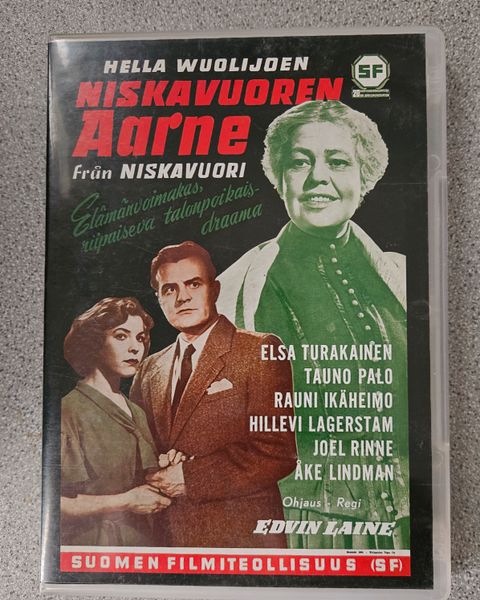 HELLA WUOLIJOEN
SF
NISKAVUOREN
Aarne
från NISKAVUORI
Elämänvoimakas,
riipaiseva talonpoikais-
draama
ELSA TURAKAINEN
TAUNO PALO
RAUNI IKÄHEIMO
HILLEVI LAGERSTAM
JOEL RINNE
ÅKE LINDMAN
Ohjaus - Regi
EDVIN LAINE
SUOMEN FILMITEOLLISUUS (SF)